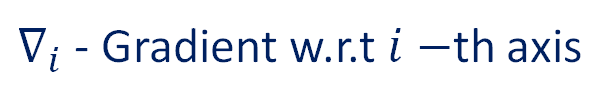 ∇𝑖 - Gradient w.r.t 𝑖 −th axis